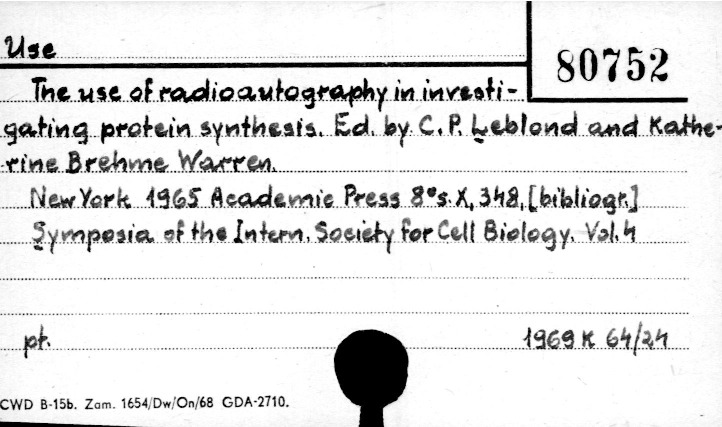 Use
80752
The use of radioautography in investi-
gating protein synthesis. Ed. by C. P. Leblond and Kathe-
rine Brehme Warren.
New York 1965 Academic Press 8° s. X, 348, [bibliogr.]
Symposia of the Intern. Society for Cell Biology. Vol. 4
pt. 1969 K 64/24
CWD B-15b. Zam. 1654/Dw/On/68 GDA-2710.